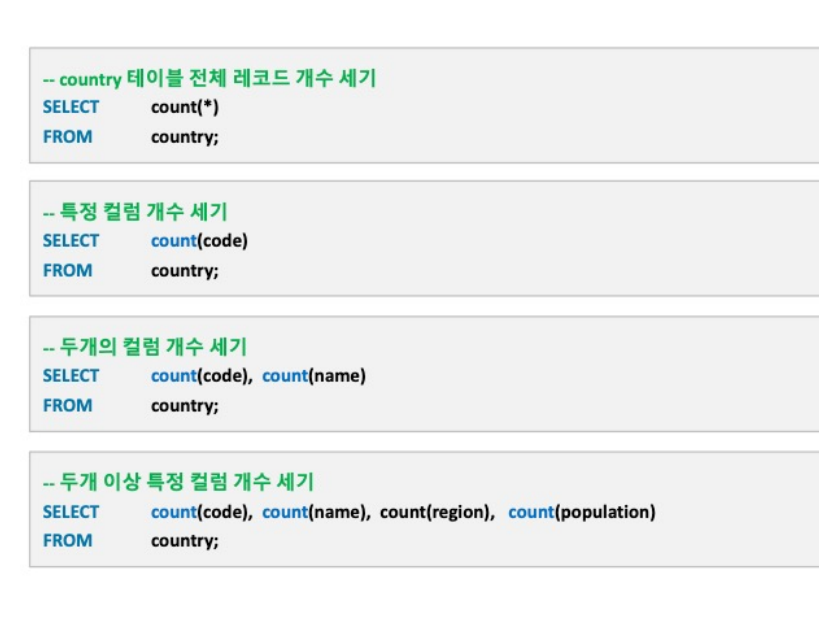 -- country 테이블 전체 레코드 개수 세기
SELECT count(*)
FROM country;
-- 특정 컬럼 개수 세기
SELECT count(code)
FROM country;
-- 두개의 컬럼 개수 세기
SELECT count(code), count(name)
FROM country;
-- 두개 이상 특정 컬럼 개수 세기
SELECT count(code), count(name), count(region), count(population)
FROM country;